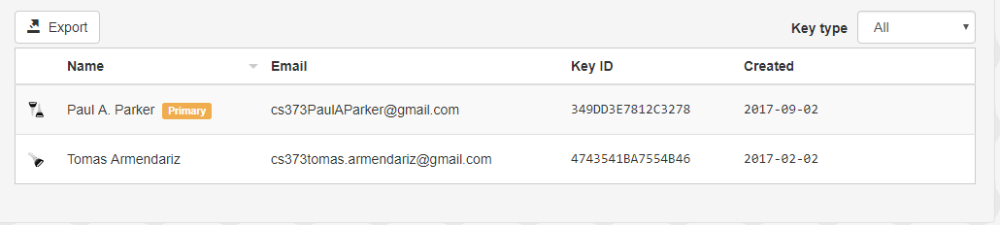 Export
Key type All
Name Email Key ID Created
Paul A. Parker Primary cs373PaulAParker@gmail.com 349DD3E7812C3278 2017-09-02
Tomas Armendariz cs373tomas.armendariz@gmail.com 4743541BA7554B46 2017-02-02